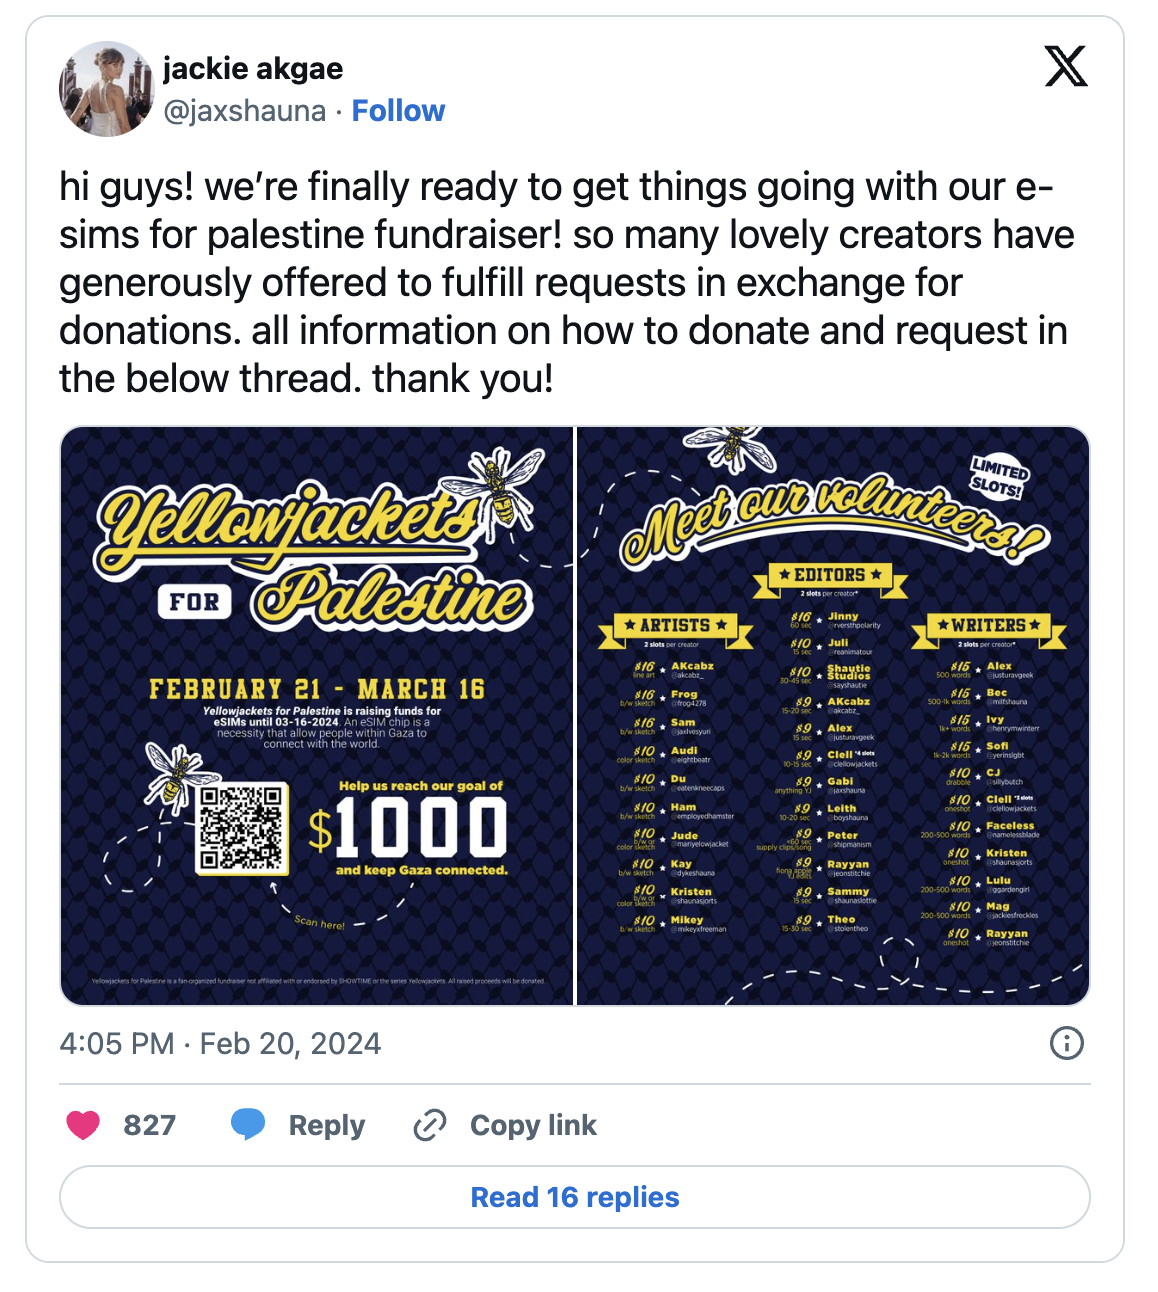 jackie akgae
@jaxshauna · Follow
hi guys! we’re finally ready to get things going with our e-
sims for palestine fundraiser! so many lovely creators have
generously offered to fulfill requests in exchange for
donations. all information on how to donate and request in
the below thread. thank you!
Yellowjackets
FOR Palestine
FEBRUARY 21 - MARCH 16
Yellowjackets for Palestine is raising funds for
eSIMs until 03-16-2024. An eSIM chip is a
necessity that allow people within Gaza to
connect with the world.
Help us reach our goal of
$1000
and keep Gaza connected.
Scan here!
Yellowjackets for Palestine is a fan-organized fundraiser not affiliated with or endorsed by SHOWTIME or the series Yellowjackets. All raised proceeds will be donated.
LIMITED
SLOTS!
Meet our volunteers!
ARTISTS
2 slots per creator
$16 AKcabz
line art @akcabz_
$16 Frog
b/w sketch @frog4278
$16 Sam
b/w sketch @jaxlvesyuri
$10 Audi
color sketch @eightbeatr
$10 Du
b/w sketch @eatenkneecaps
$10 Ham
b/w sketch @employedhamster
$10 Jude
b/w or
color sketch @mariyelowjacket
$10 Kay
b/w sketch @dykeshauna
$10 Kristen
b/w or
color sketch @shaunasjorts
$10 Mikey
b/w sketch @mikeyxfreeman
EDITORS
2 slots per creator*
$16 Jinny
60 sec @rversthpolarity
$10 Juli
15 sec @reanimatour
$10 Shautie
Studios
30-45 sec @sayshautie
$9 AKcabz
15-20 sec @akcabz_
$9 Alex
15 sec @justuravgeek
$9 Clell *4 slots
10-15 sec @clellowjackets
$9 Gabi
anything YJ @jaxshauna
$9 Leith
10-20 sec @boyshauna
$9 Peter
<60 sec
supply clips/song @shipmanism
$9 Rayyan
fiona apple
YJ edits @jeonstitchie
$9 Sammy
15 sec @shaunaslottie
$9 Theo
15-30 sec @stolentheo
WRITERS
2 slots per creator*
$15 Alex
500 words @justuravgeek
$15 Bec
500-1k words @miltshauna
$15 Ivy
1k+ words @henrymwinterr
$15 Sofi
1k-2k words @yerinslgbt
$10 CJ
drabble @sillybutch
$10 Clell
oneshot @clellowjackets
$10 Faceless
200-500 words @namelessblade
$10 Kristen
oneshot @shaunasjorts
$10 Lulu
200-500 words @ggardengirl
$10 Mag
200-500 words @jackiesfreckles
$10 Rayyan
oneshot @jeonstitchie
4:05 PM · Feb 20, 2024
827 Reply Copy link
Read 16 replies